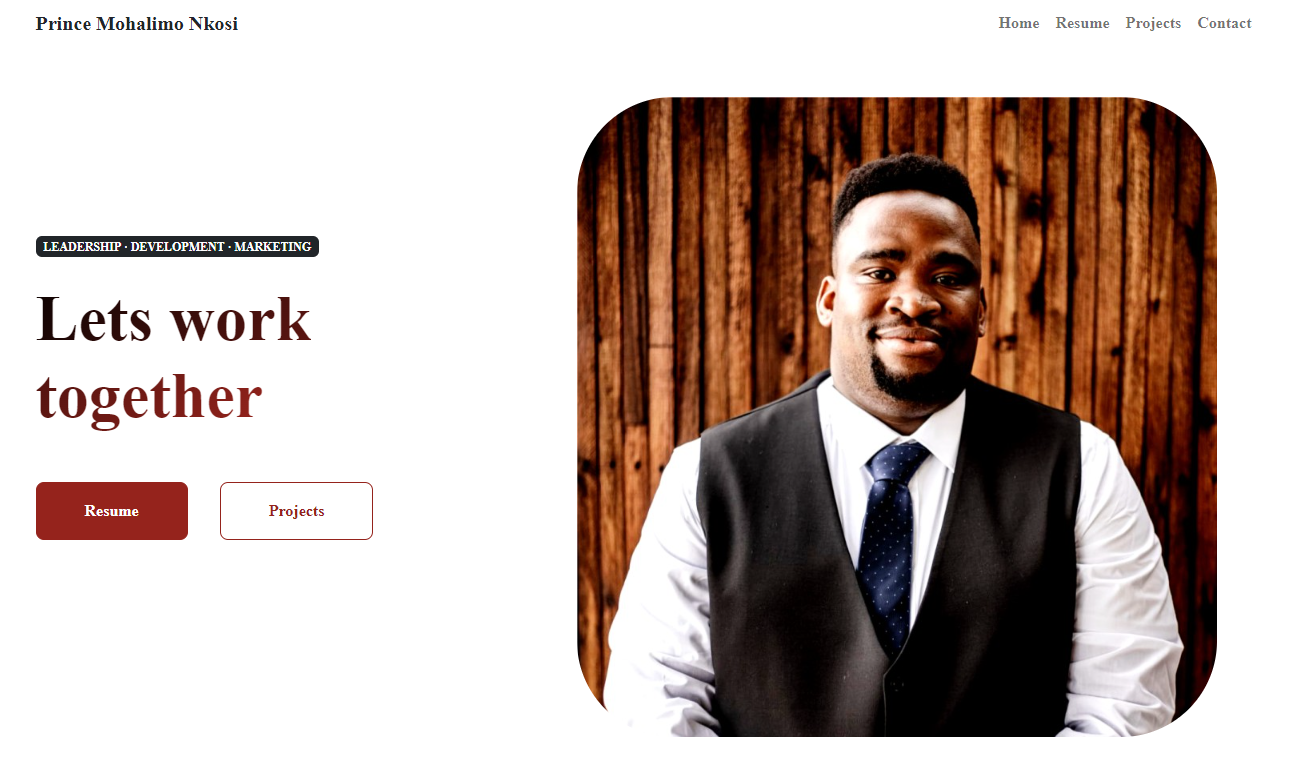 Prince Mohalimo Nkosi
Home Resume Projects Contact
LEADERSHIP · DEVELOPMENT · MARKETING
Lets work
together
Resume Projects